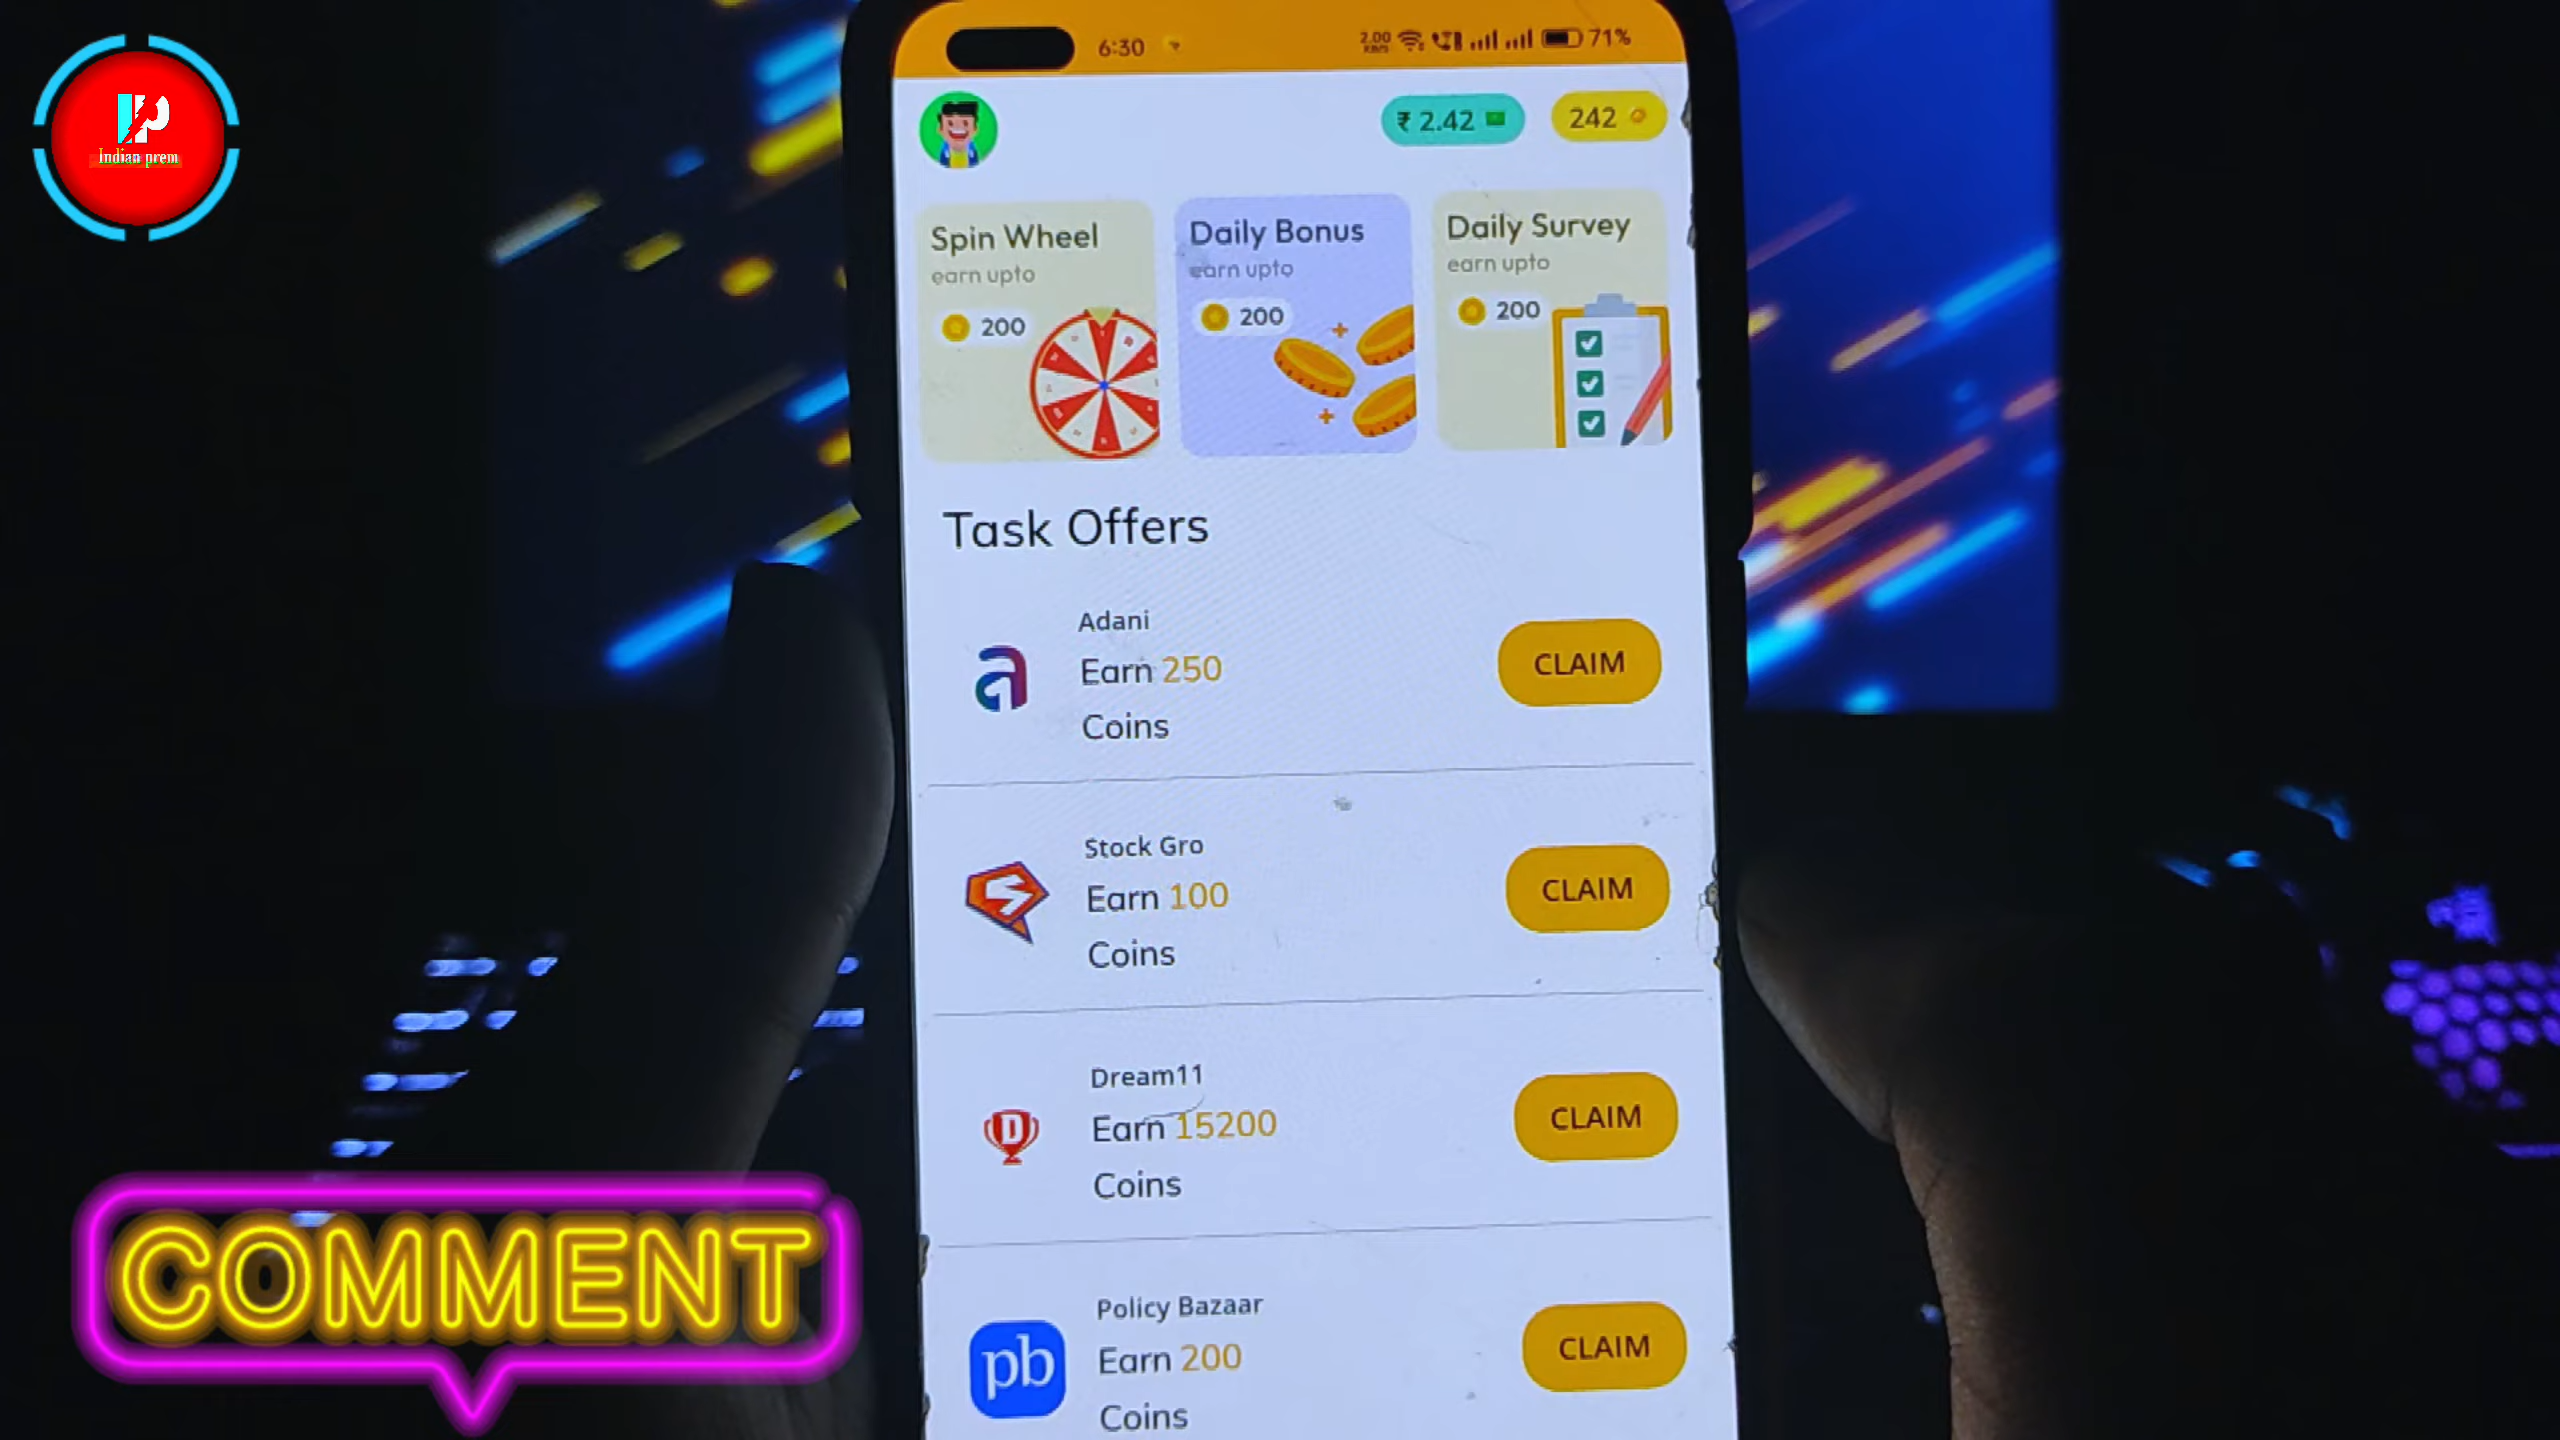 Indian prem
6:30
2.00
KB/s
71%
₹ 2.42
242
Spin Wheel
earn upto
200
Daily Bonus
earn upto
200
Daily Survey
earn upto
200
Task Offers
Adani
Earn 250
Coins
CLAIM
Stock Gro
Earn 100
Coins
CLAIM
Dream11
Earn 15200
Coins
CLAIM
Policy Bazaar
pb
Earn 200
Coins
CLAIM
COMMENT